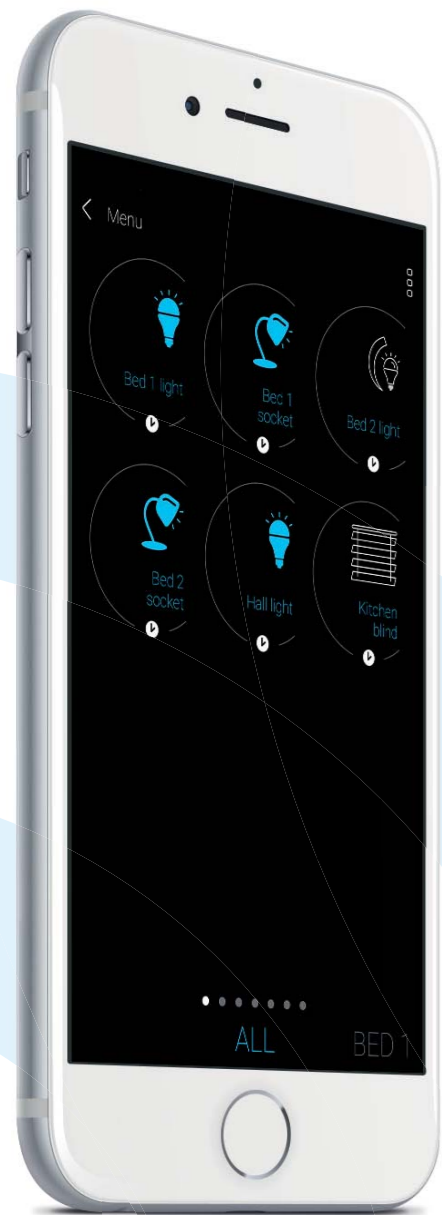 Menu
Bed 1 light
Bec 1
socket
Bed 2 light
Bed 2
socket
Hall light
Kitchen
blind
ALL
BED 1